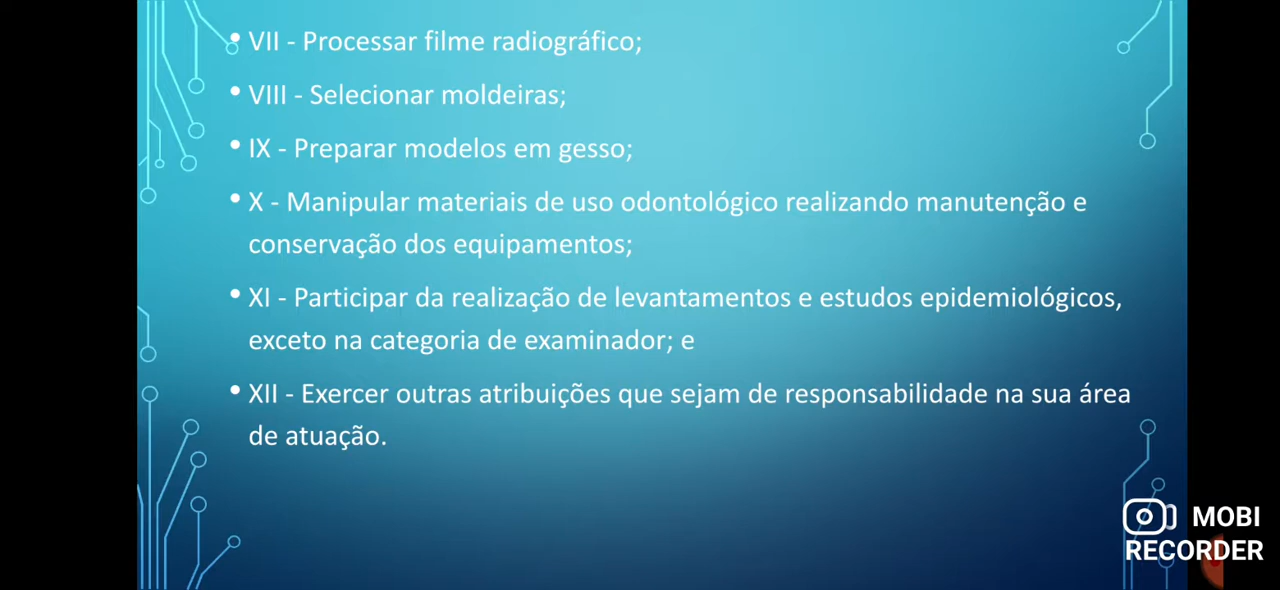 • VII - Processar filme radiográfico;
• VIII - Selecionar moldeiras;
• IX - Preparar modelos em gesso;
• X - Manipular materiais de uso odontológico realizando manutenção e
conservação dos equipamentos;
• XI - Participar da realização de levantamentos e estudos epidemiológicos,
exceto na categoria de examinador; e
• XII - Exercer outras atribuições que sejam de responsabilidade na sua área
de atuação.
MOBI
RECORDER